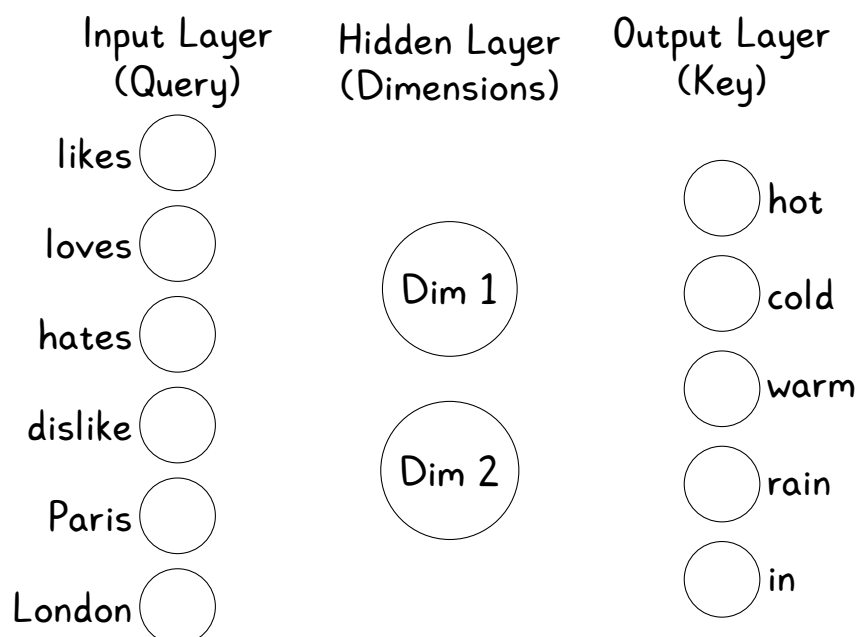 Input Layer
(Query)
Hidden Layer
(Dimensions)
Output Layer
(Key)
likes
loves
hates
dislike
Paris
London
Dim 1
Dim 2
hot
cold
warm
rain
in